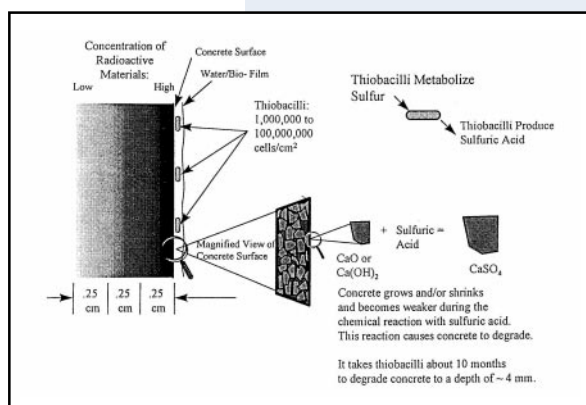 Concentration of
Radioactive
Materials:
Low
High
Concrete Surface
Water/Bio- Film
Thiobacilli:
1,000,000 to
100,000,000
cells/cm²
Thiobacilli Metabolize
Sulfur
Thiobacilli Produce
Sulfuric Acid
Magnified View of
Concrete Surface
CaO or
Ca(OH)₂
+ Sulfuric =
Acid
CaSO₄
.25
cm
.25
cm
.25
cm
Concrete grows and/or shrinks
and becomes weaker during the
chemical reaction with sulfuric acid.
This reaction causes concrete to degrade.
It takes thiobacilli about 10 months
to degrade concrete to a depth of ~ 4 mm.